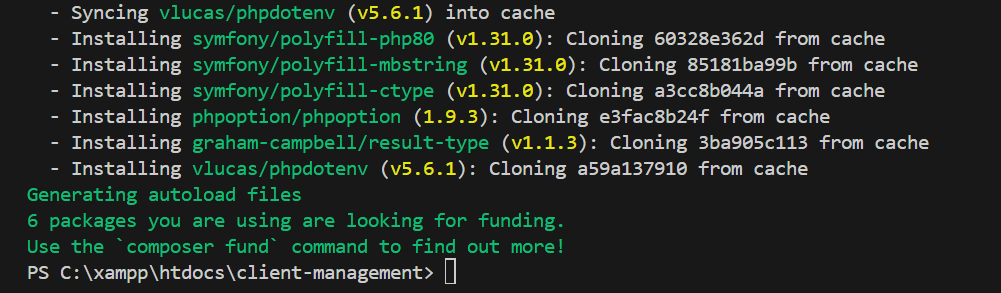 - Syncing vlucas/phpdotenv (v5.6.1) into cache
- Installing symfony/polyfill-php80 (v1.31.0): Cloning 60328e362d from cache
- Installing symfony/polyfill-mbstring (v1.31.0): Cloning 85181ba99b from cache
- Installing symfony/polyfill-ctype (v1.31.0): Cloning a3cc8b044a from cache
- Installing phpoption/phpoption (1.9.3): Cloning e3fac8b24f from cache
- Installing graham-campbell/result-type (v1.1.3): Cloning 3ba905c113 from cache
- Installing vlucas/phpdotenv (v5.6.1): Cloning a59a137910 from cache
Generating autoload files
6 packages you are using are looking for funding.
Use the `composer fund` command to find out more!
PS C:\xampp\htdocs\client-management>